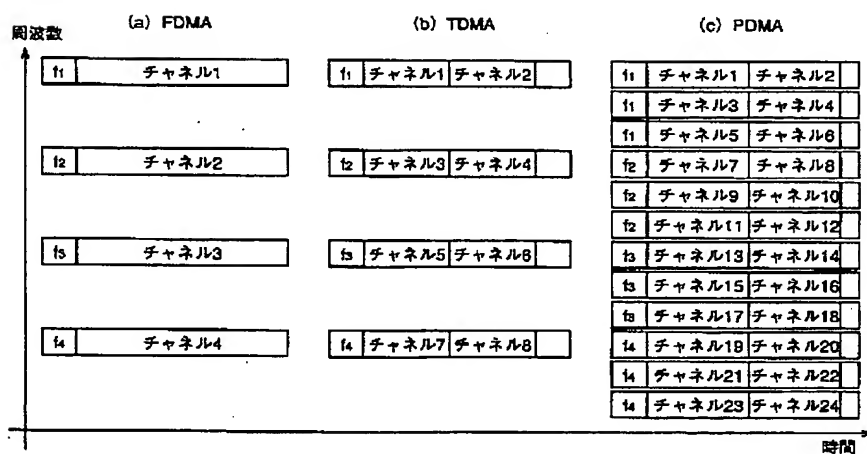 (a) FDMA
(b) TDMA
(c) PDMA
周波数
f1 チャネル1
f2 チャネル2
f3 チャネル3
f4 チャネル4
f1 チャネル1 チャネル2
f2 チャネル3 チャネル4
f3 チャネル5 チャネル6
f4 チャネル7 チャネル8
f1 チャネル1 チャネル2
f1 チャネル3 チャネル4
f1 チャネル5 チャネル6
f2 チャネル7 チャネル8
f2 チャネル9 チャネル10
f2 チャネル11 チャネル12
f3 チャネル13 チャネル14
f3 チャネル15 チャネル16
f3 チャネル17 チャネル18
f4 チャネル19 チャネル20
f4 チャネル21 チャネル22
f4 チャネル23 チャネル24
時間